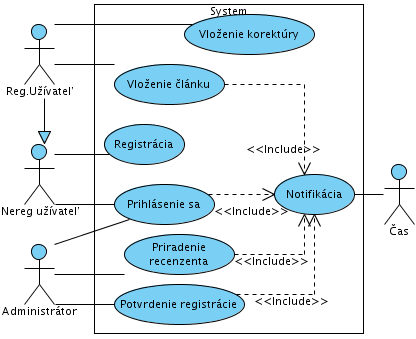 System
Vloženie korektúry
Reg.Užívateľ
Vloženie článku
Registrácia
<<Include>>
Nereg užívateľ
Prihlásenie sa
<<Include>>
Notifikácia
Čas
Priradenie
recenzenta
<<Include>>
Administrátor
Potvrdenie registrácie
<<Include>>